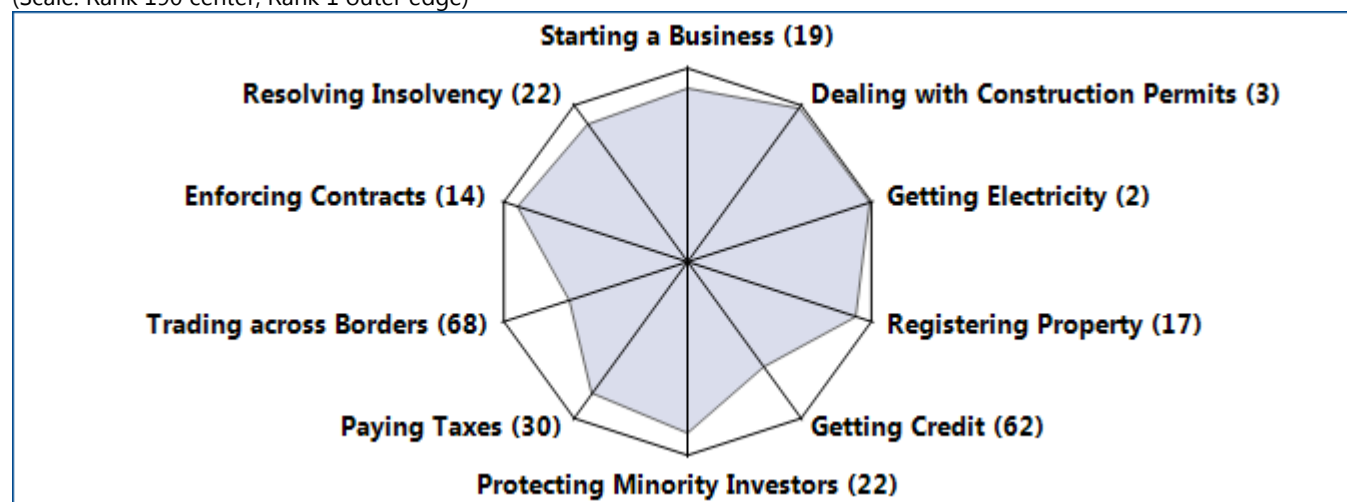 (Scale: Rank 190 center, Rank 1 outer edge)
Starting a Business (19)
Resolving Insolvency (22)
Dealing with Construction Permits (3)
Enforcing Contracts (14)
Getting Electricity (2)
Trading across Borders (68)
Registering Property (17)
Paying Taxes (30)
Getting Credit (62)
Protecting Minority Investors (22)